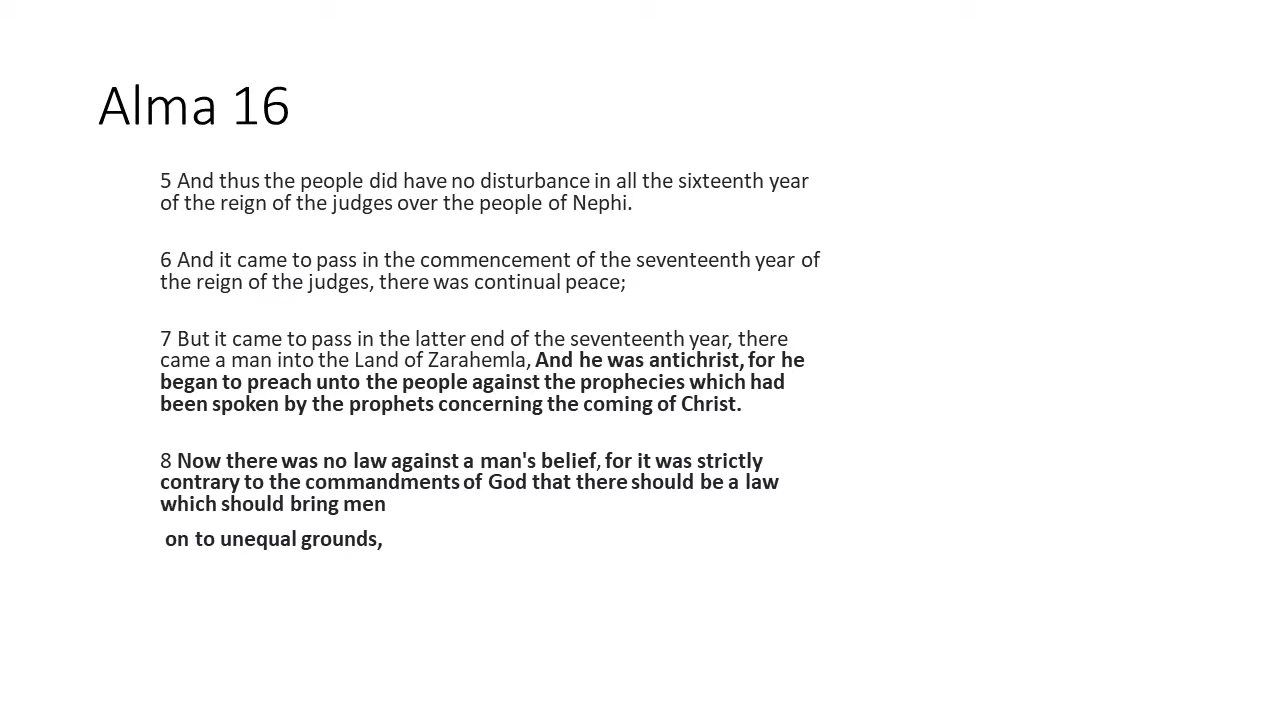 Alma 16
5 And thus the people did have no disturbance in all the sixteenth year
of the reign of the judges over the people of Nephi.
6 And it came to pass in the commencement of the seventeenth year of
the reign of the judges, there was continual peace;
7 But it came to pass in the latter end of the seventeenth year, there
came a man into the Land of Zarahemla, And he was antichrist, for he
began to preach unto the people against the prophecies which had
been spoken by the prophets concerning the coming of Christ.
8 Now there was no law against a man's belief, for it was strictly
contrary to the commandments of God that there should be a law
which should bring men
on to unequal grounds,